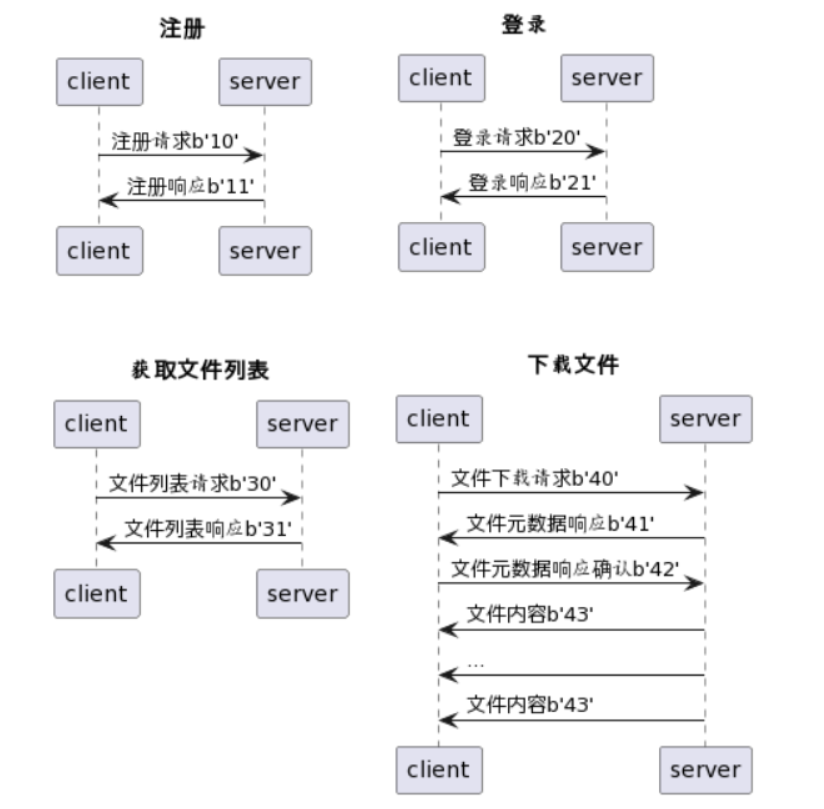 注册
client server
注册请求b'10'
注册响应b'11'
client server
登录
client server
登录请求b'20'
登录响应b'21'
client server
获取文件列表
client server
文件列表请求b'30'
文件列表响应b'31'
client server
下载文件
client server
文件下载请求b'40'
文件元数据响应b'41'
文件元数据响应确认b'42'
文件内容b'43'
...
文件内容b'43'
client server